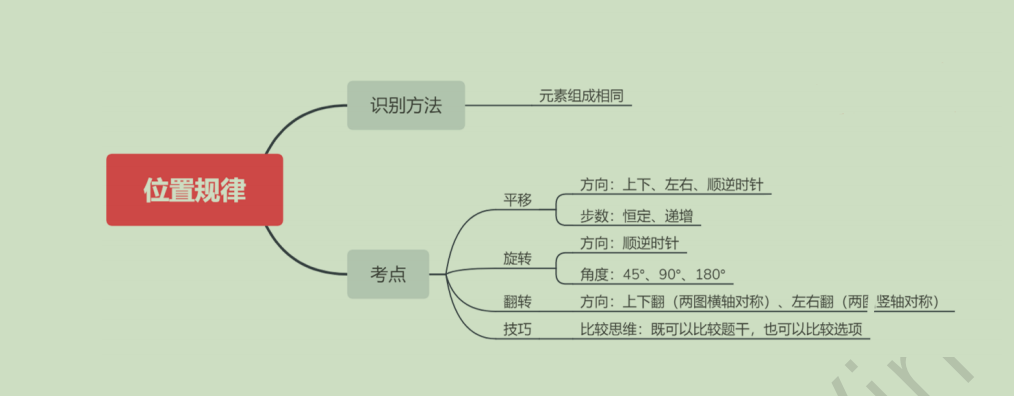 位置规律
识别方法
元素组成相同
考点
平移
方向：上下、左右、顺逆时针
步数：恒定、递增
旋转
方向：顺逆时针
角度：45°、90°、180°
翻转
方向：上下翻（两图横轴对称）、左右翻（两 竖轴对称）
技巧
比较思维：既可以比较题干，也可以比较选项